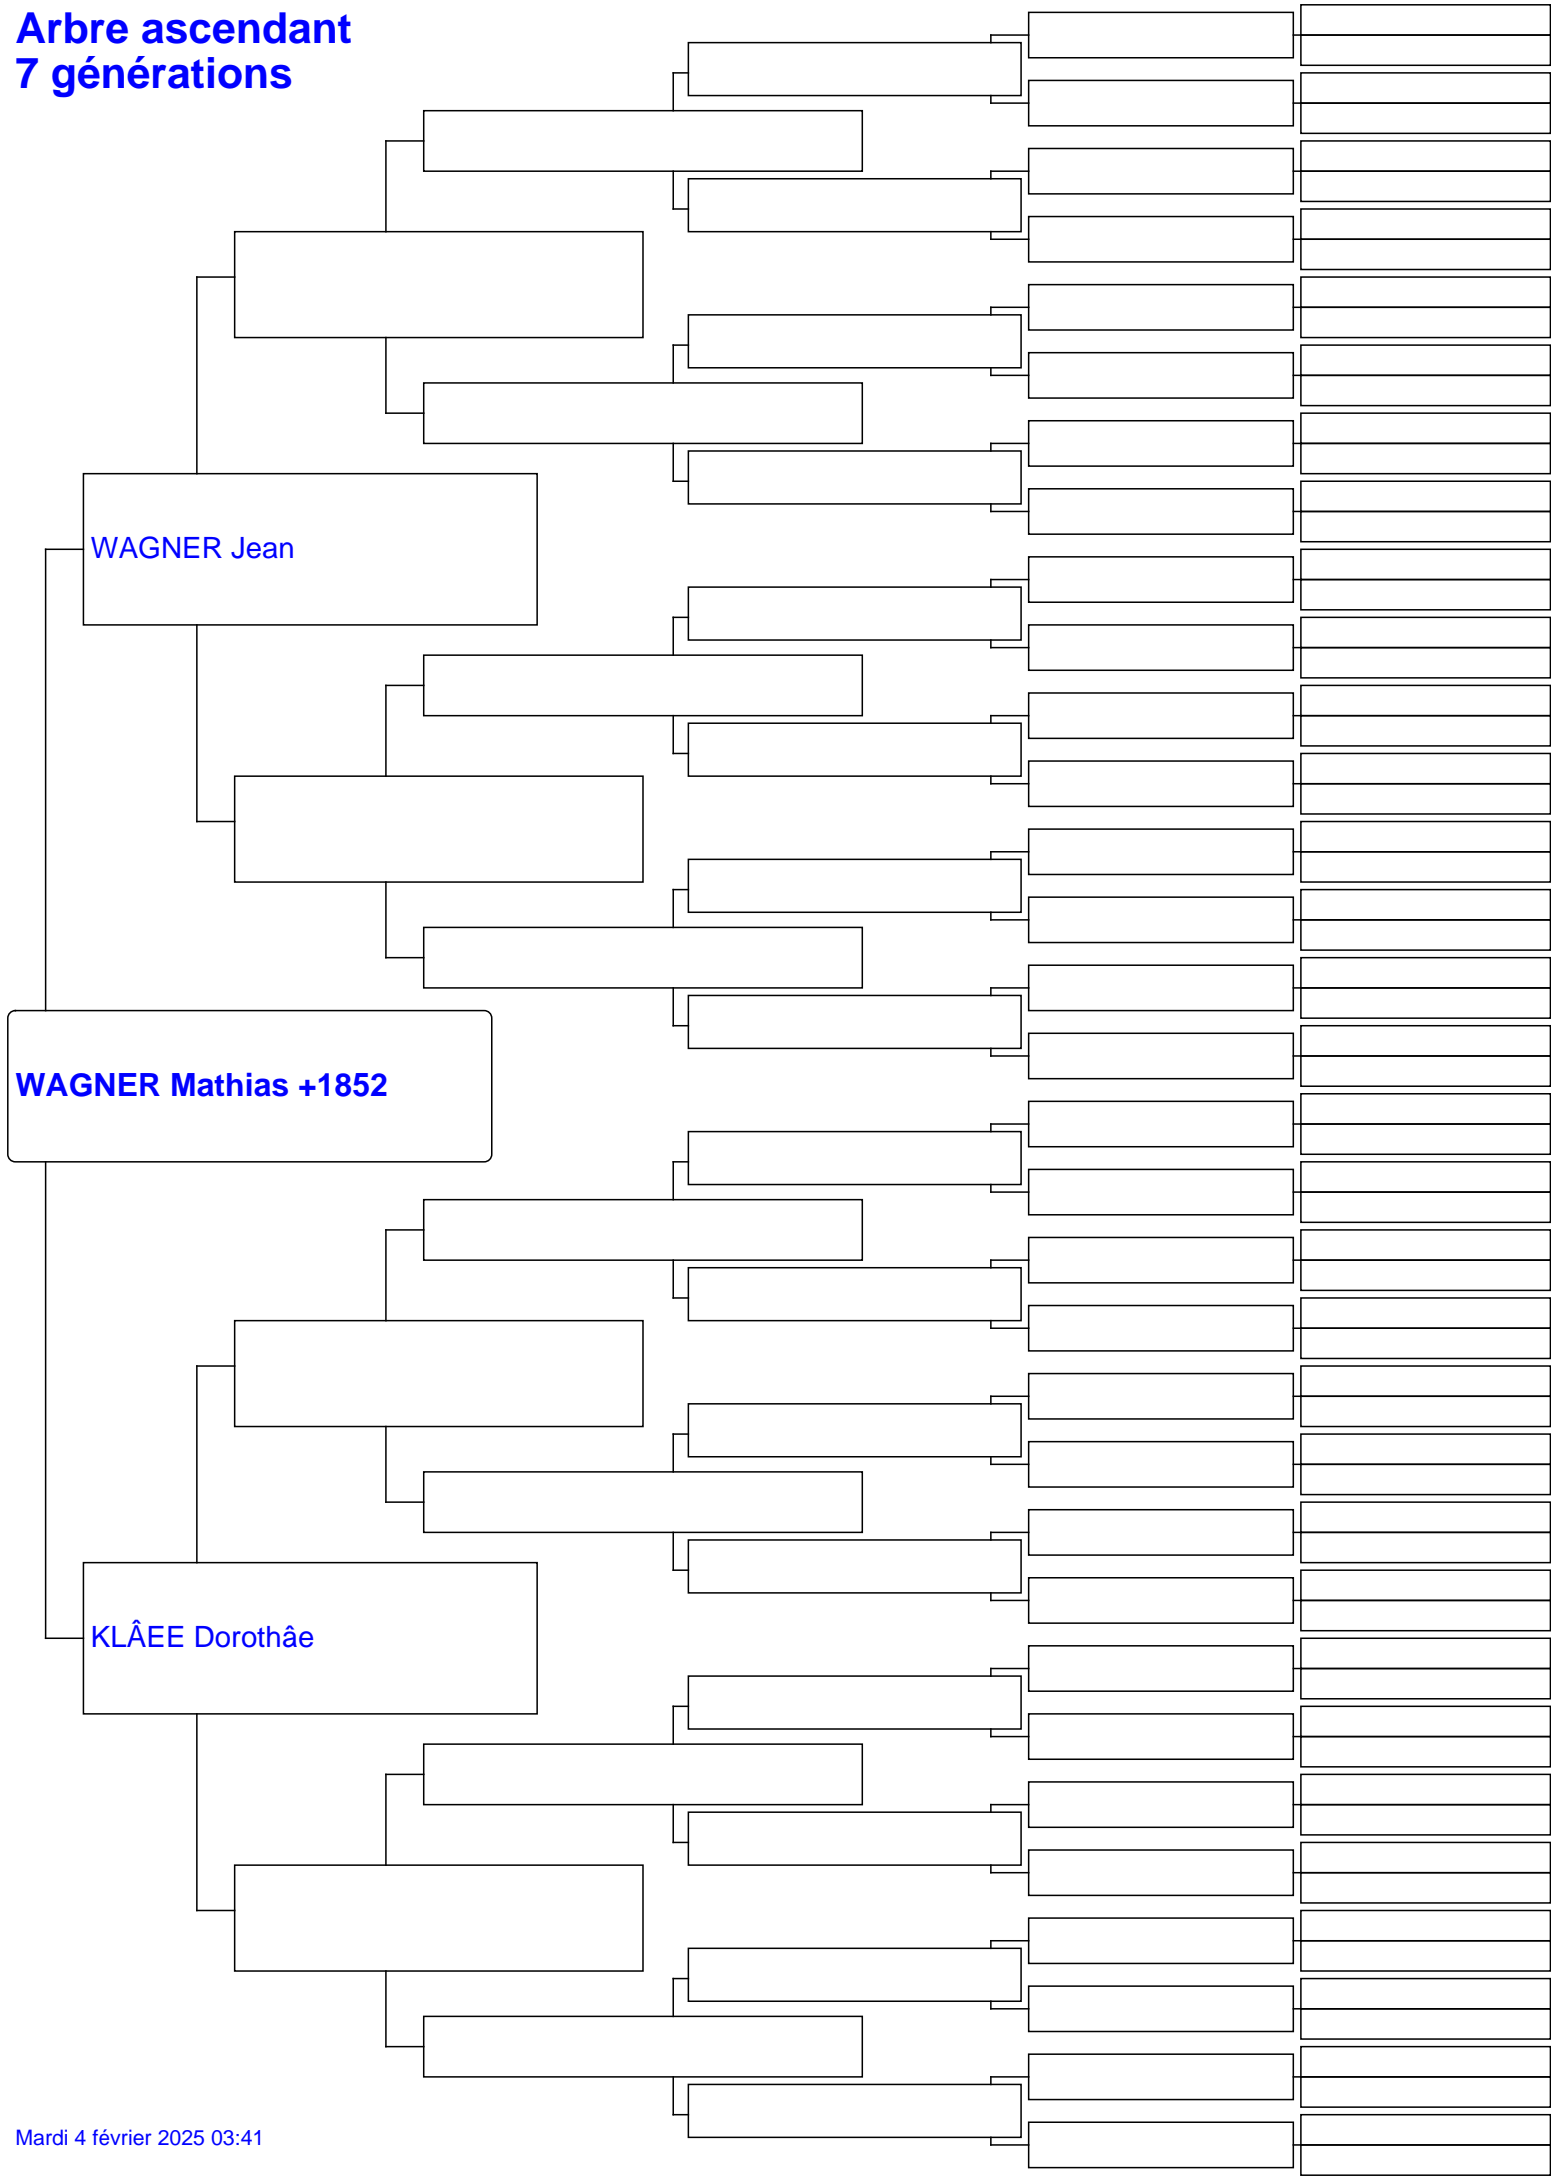 Arbre ascendant
7 générations
WAGNER Jean
WAGNER Mathias +1852
KLÂEE Dorothâe
Mardi 4 février 2025 03:41